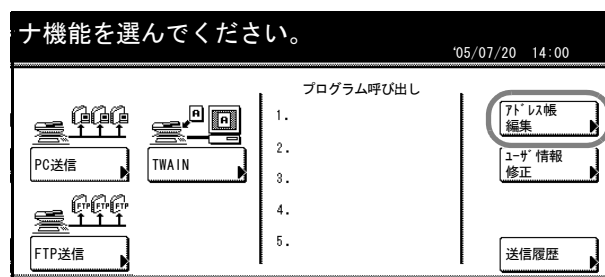 ナ機能を選んでください。
'05/07/20 14:00
プログラム呼び出し
1.
2.
3.
4.
5.
A
A
PC送信
TWAIN
FTP FTP FTP
FTP送信
アドレス帳
編集
ユーザ情報
修正
送信履歴